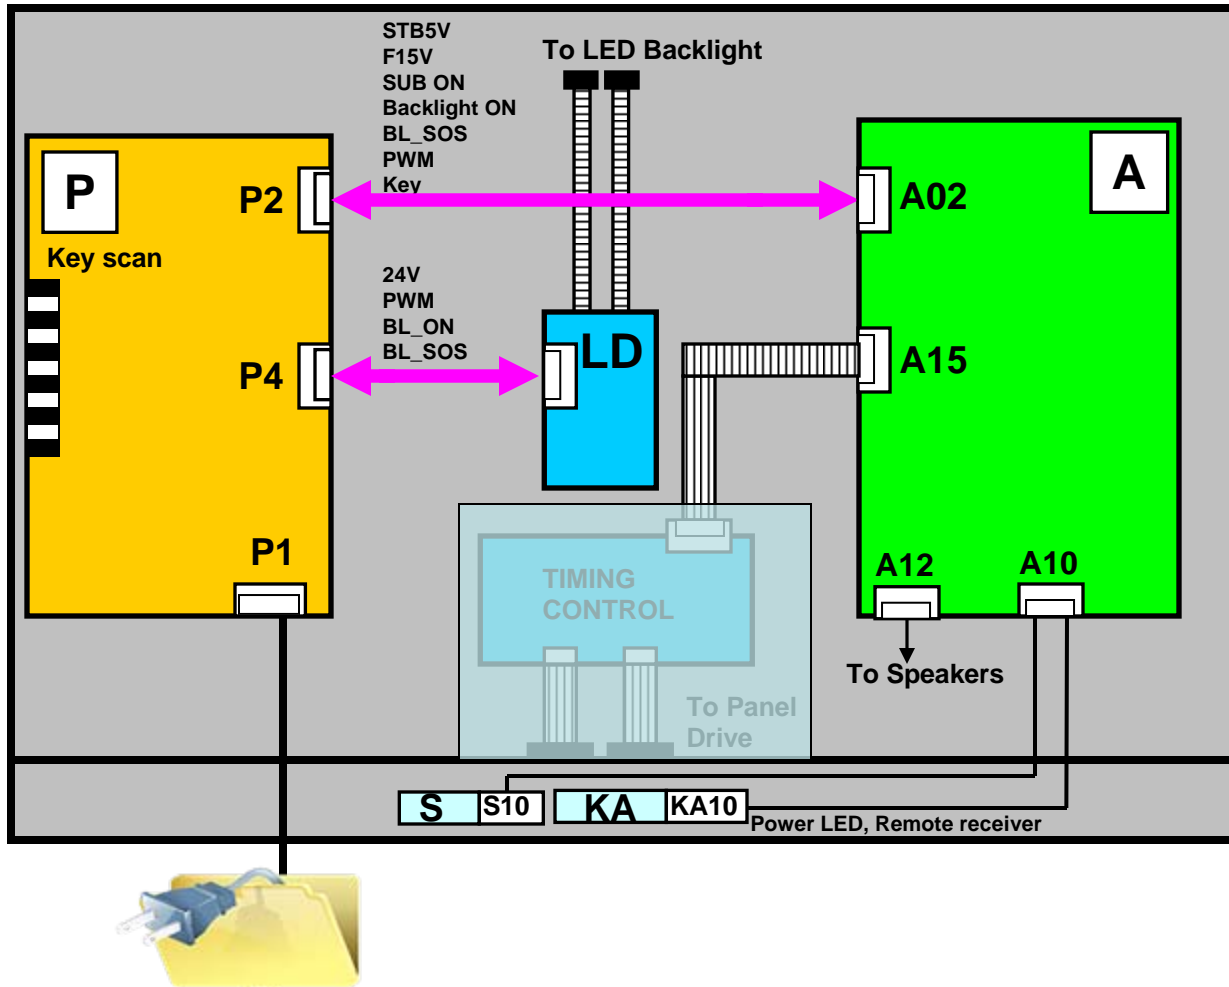 STB5V
F15V
SUB ON
Backlight ON
BL_SOS
PWM
Key
To LED Backlight
P
P2
A02
A
Key scan
24V
PWM
BL_ON
BL_SOS
P4
LD
A15
P1
TIMING
CONTROL
A12
A10
To Speakers
To Panel
Drive
S
S10
KA
KA10
Power LED, Remote receiver